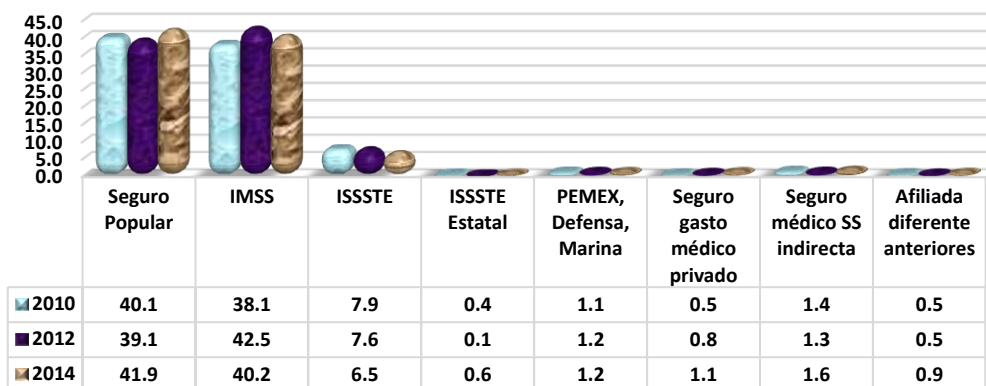 45.0
40.0
35.0
30.0
25.0
20.0
15.0
10.0
5.0
0.0
Seguro Popular IMSS ISSSTE ISSSTE Estatal PEMEX, Defensa, Marina Seguro gasto médico privado Seguro médico SS indirecta Afiliada diferente anteriores
2010 40.1 38.1 7.9 0.4 1.1 0.5 1.4 0.5
2012 39.1 42.5 7.6 0.1 1.2 0.8 1.3 0.5
2014 41.9 40.2 6.5 0.6 1.2 1.1 1.6 0.9